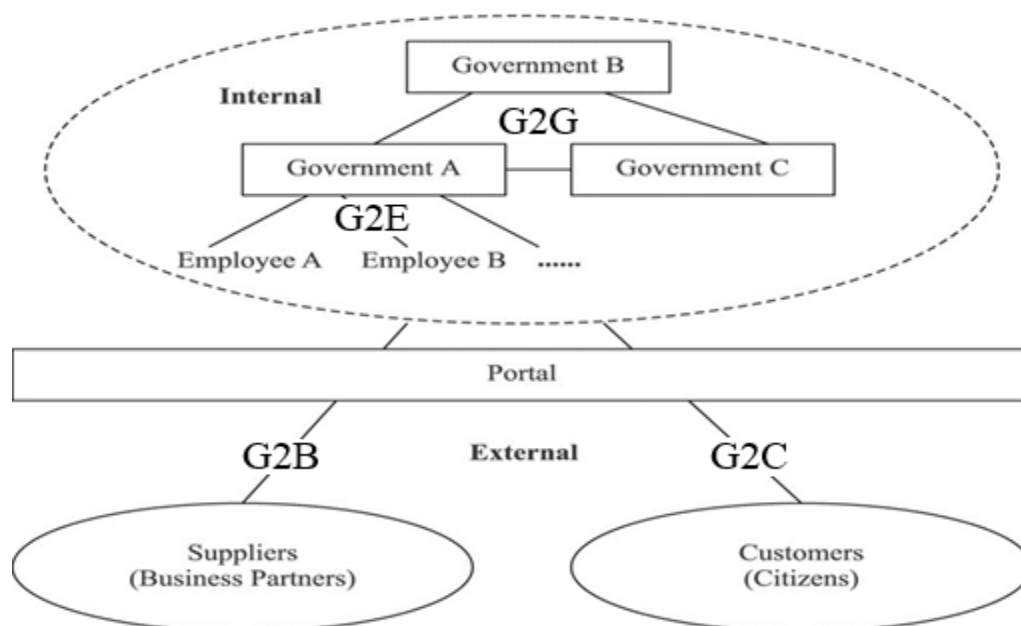 Government B
Internal
G2G
Government A
Government C
G2E
Employee A
Employee B
......
Portal
External
G2B
G2C
Suppliers
(Business Partners)
Customers
(Citizens)